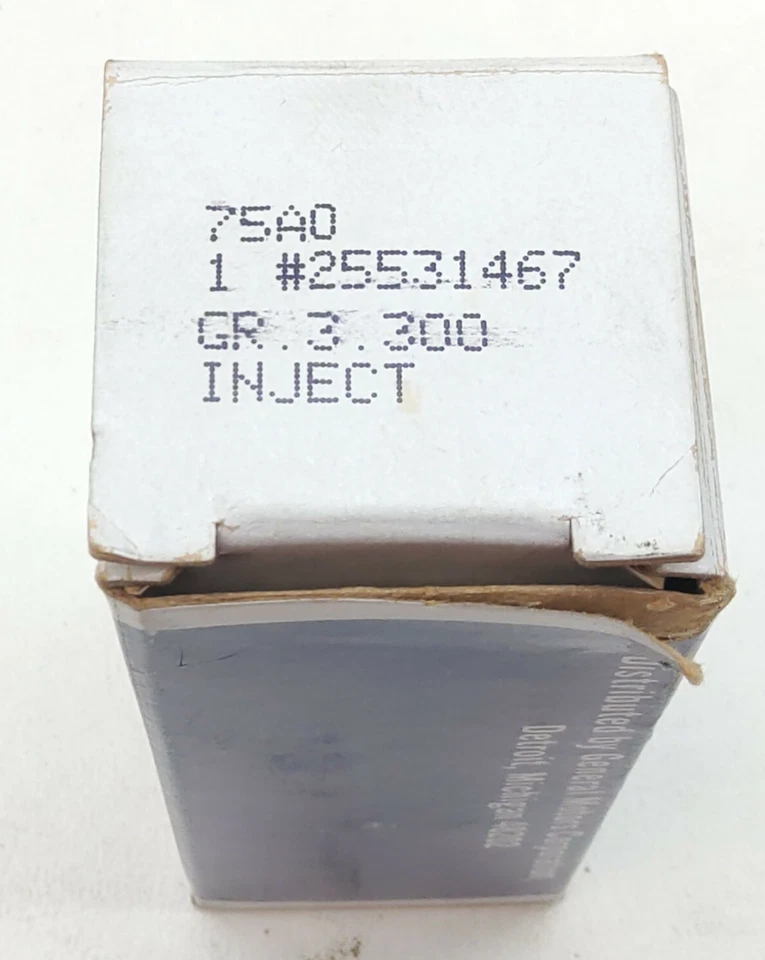 75A0
1 #25531467
GR.3.300
INJECT
Distributed by General Motors Corporation
Detroit, Michigan 48202